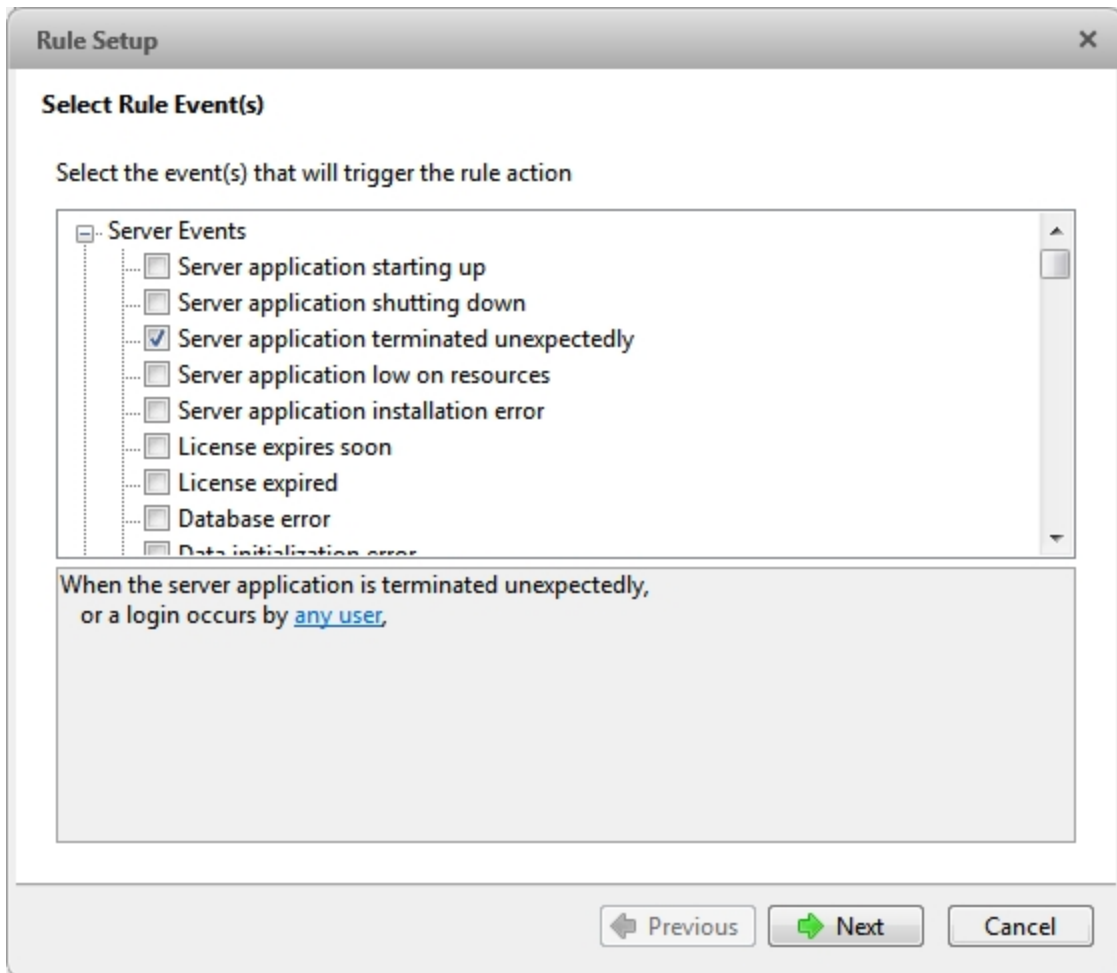 Rule Setup
Select Rule Event(s)
Select the event(s) that will trigger the rule action
Server Events
Server application starting up
Server application shutting down
Server application terminated unexpectedly
Server application low on resources
Server application installation error
License expires soon
License expired
Database error
Data initialization error
When the server application is terminated unexpectedly,
or a login occurs by any user,
Previous
Next
Cancel